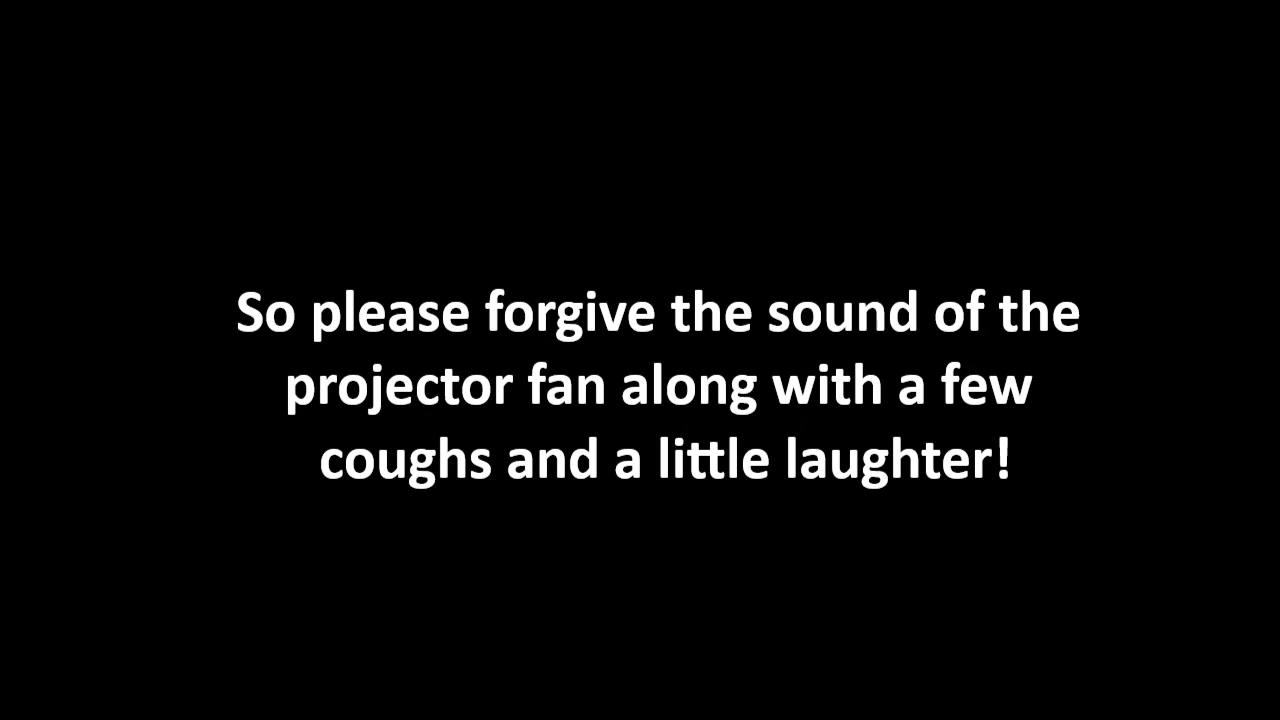 So please forgive the sound of the
projector fan along with a few
coughs and a little laughter!